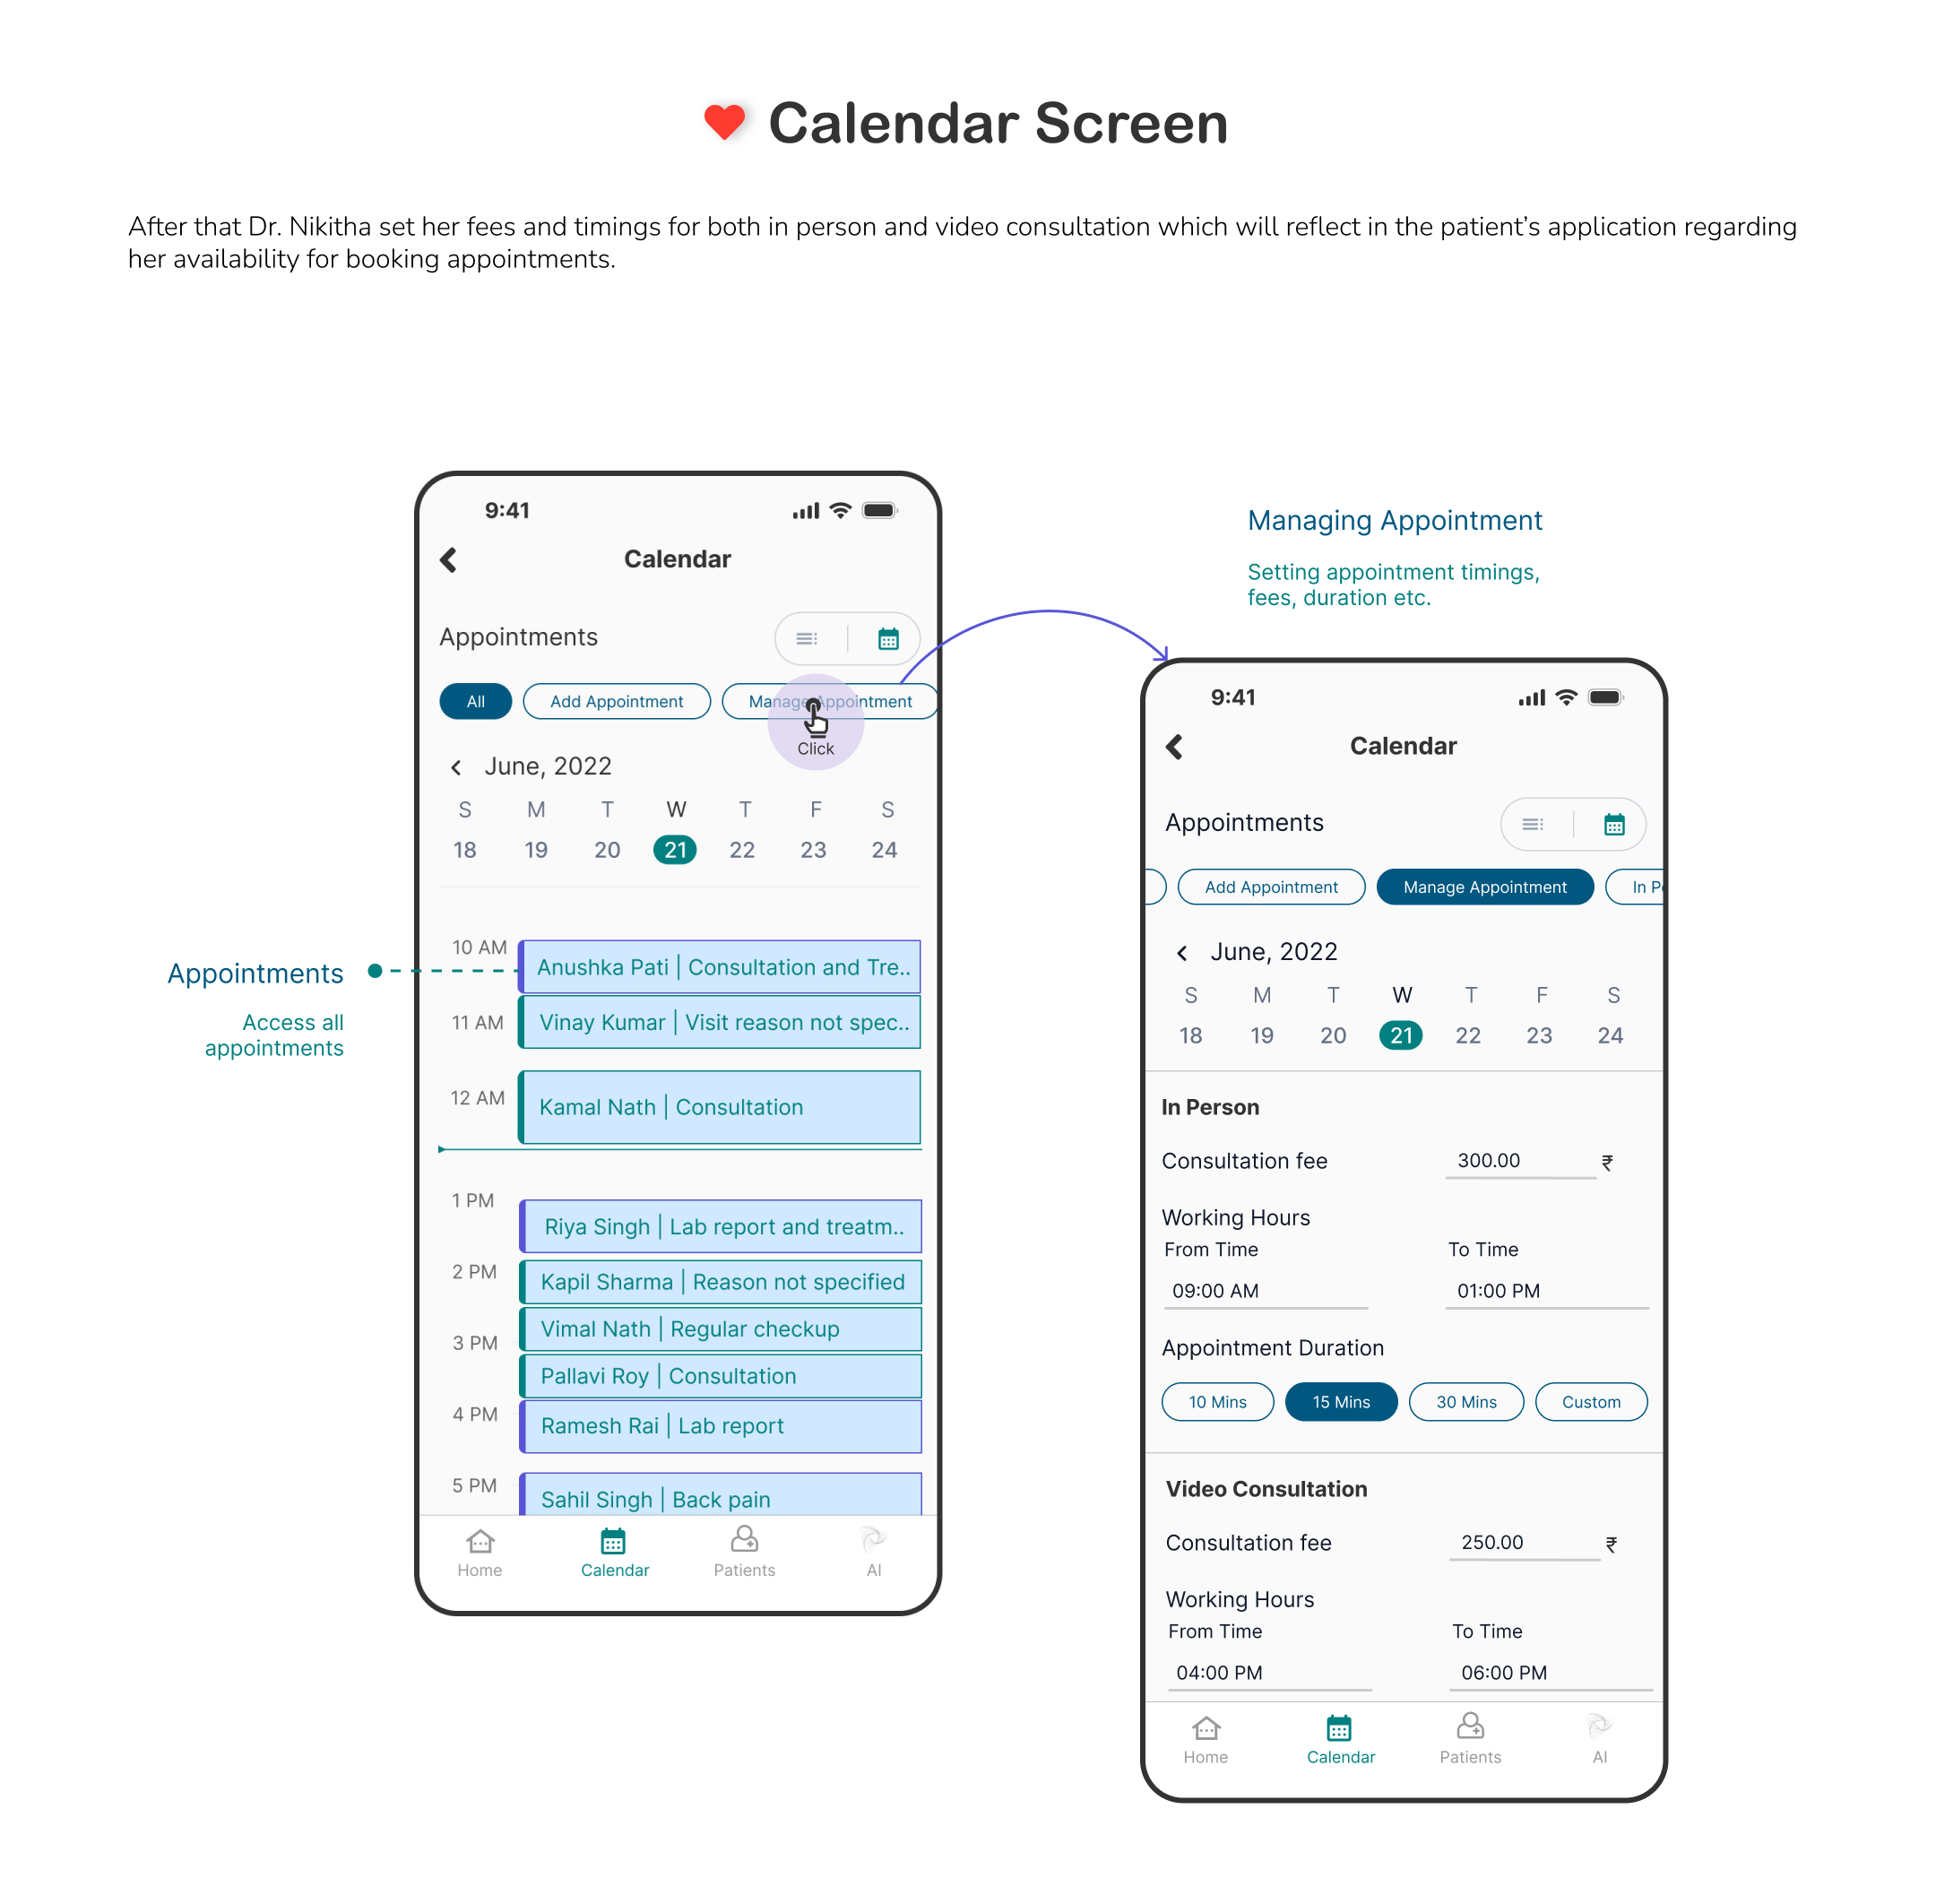 Calendar Screen
After that Dr. Nikitha set her fees and timings for both in person and video consultation which will reflect in the patient’s application regarding
her availability for booking appointments.
9:41
Calendar
Appointments
All
Add Appointment
Manage Appointment
Click
June, 2022
S M T W T F S
18 19 20 21 22 23 24
10 AM
Anushka Pati | Consultation and Tre..
11 AM
Vinay Kumar | Visit reason not spec..
12 AM
Kamal Nath | Consultation
1 PM
Riya Singh | Lab report and treatm..
2 PM
Kapil Sharma | Reason not specified
Vimal Nath | Regular checkup
3 PM
Pallavi Roy | Consultation
4 PM
Ramesh Rai | Lab report
5 PM
Sahil Singh | Back pain
Home
Calendar
Patients
AI
Appointments
Access all
appointments
Managing Appointment
Setting appointment timings,
fees, duration etc.
9:41
Calendar
Appointments
Add Appointment
Manage Appointment
In P
June, 2022
S M T W T F S
18 19 20 21 22 23 24
In Person
Consultation fee 300.00 ₹
Working Hours
From Time To Time
09:00 AM 01:00 PM
Appointment Duration
10 Mins 15 Mins 30 Mins Custom
Video Consultation
Consultation fee 250.00 ₹
Working Hours
From Time To Time
04:00 PM 06:00 PM
Home
Calendar
Patients
AI